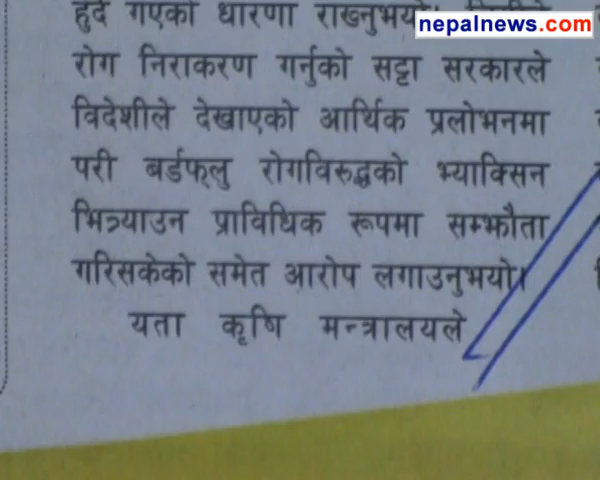 nepalnews.com
हुँदै गएको धारणा राख्नुभयो।
रोग निराकरण गर्नुको सट्टा सरकारले
विदेशीले देखाएको आर्थिक प्रलोभनमा
परी बर्डफ्लु रोगविरुद्धको भ्याक्सिन
भित्र्याउन प्राविधिक रूपमा सम्झौता
गरिसकेको समेत आरोप लगाउनुभयो।
यता कृषि मन्त्रालयले